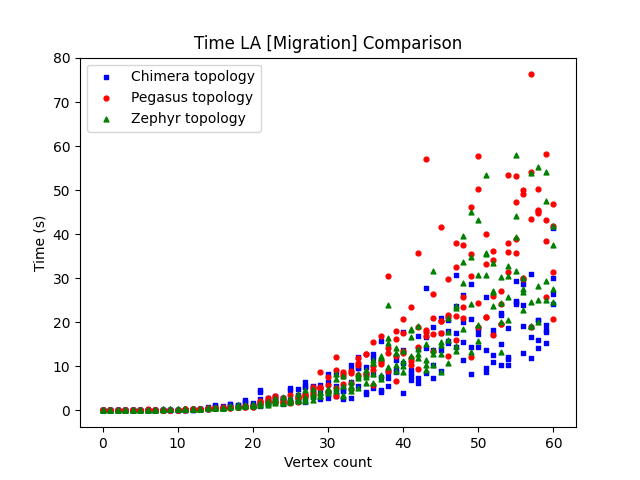 Time LA [Migration] Comparison
Chimera topology
Pegasus topology
Zephyr topology
Time (s)
80
70
60
50
40
30
20
10
0
0 10 20 30 40 50 60
Vertex count